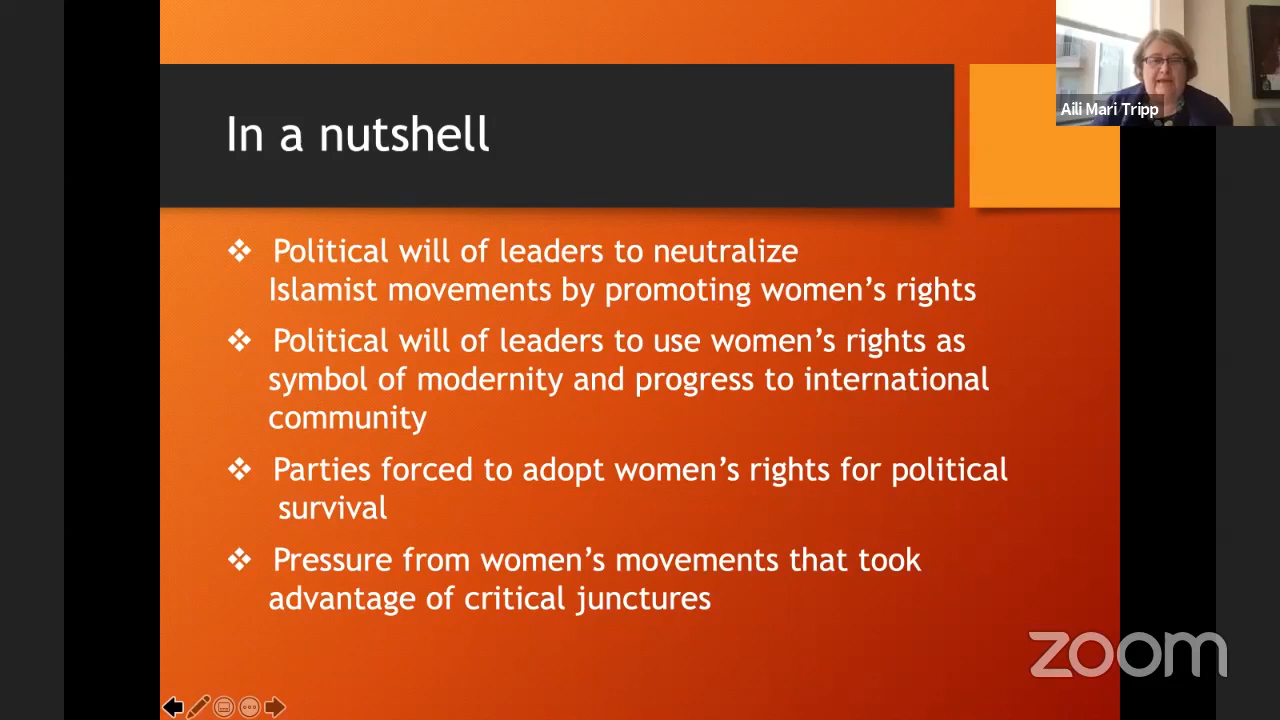 Aili Mari Tripp
In a nutshell
❖ Political will of leaders to neutralize
Islamist movements by promoting women’s rights
❖ Political will of leaders to use women’s rights as
symbol of modernity and progress to international
community
❖ Parties forced to adopt women’s rights for political
survival
❖ Pressure from women’s movements that took
advantage of critical junctures
zoom